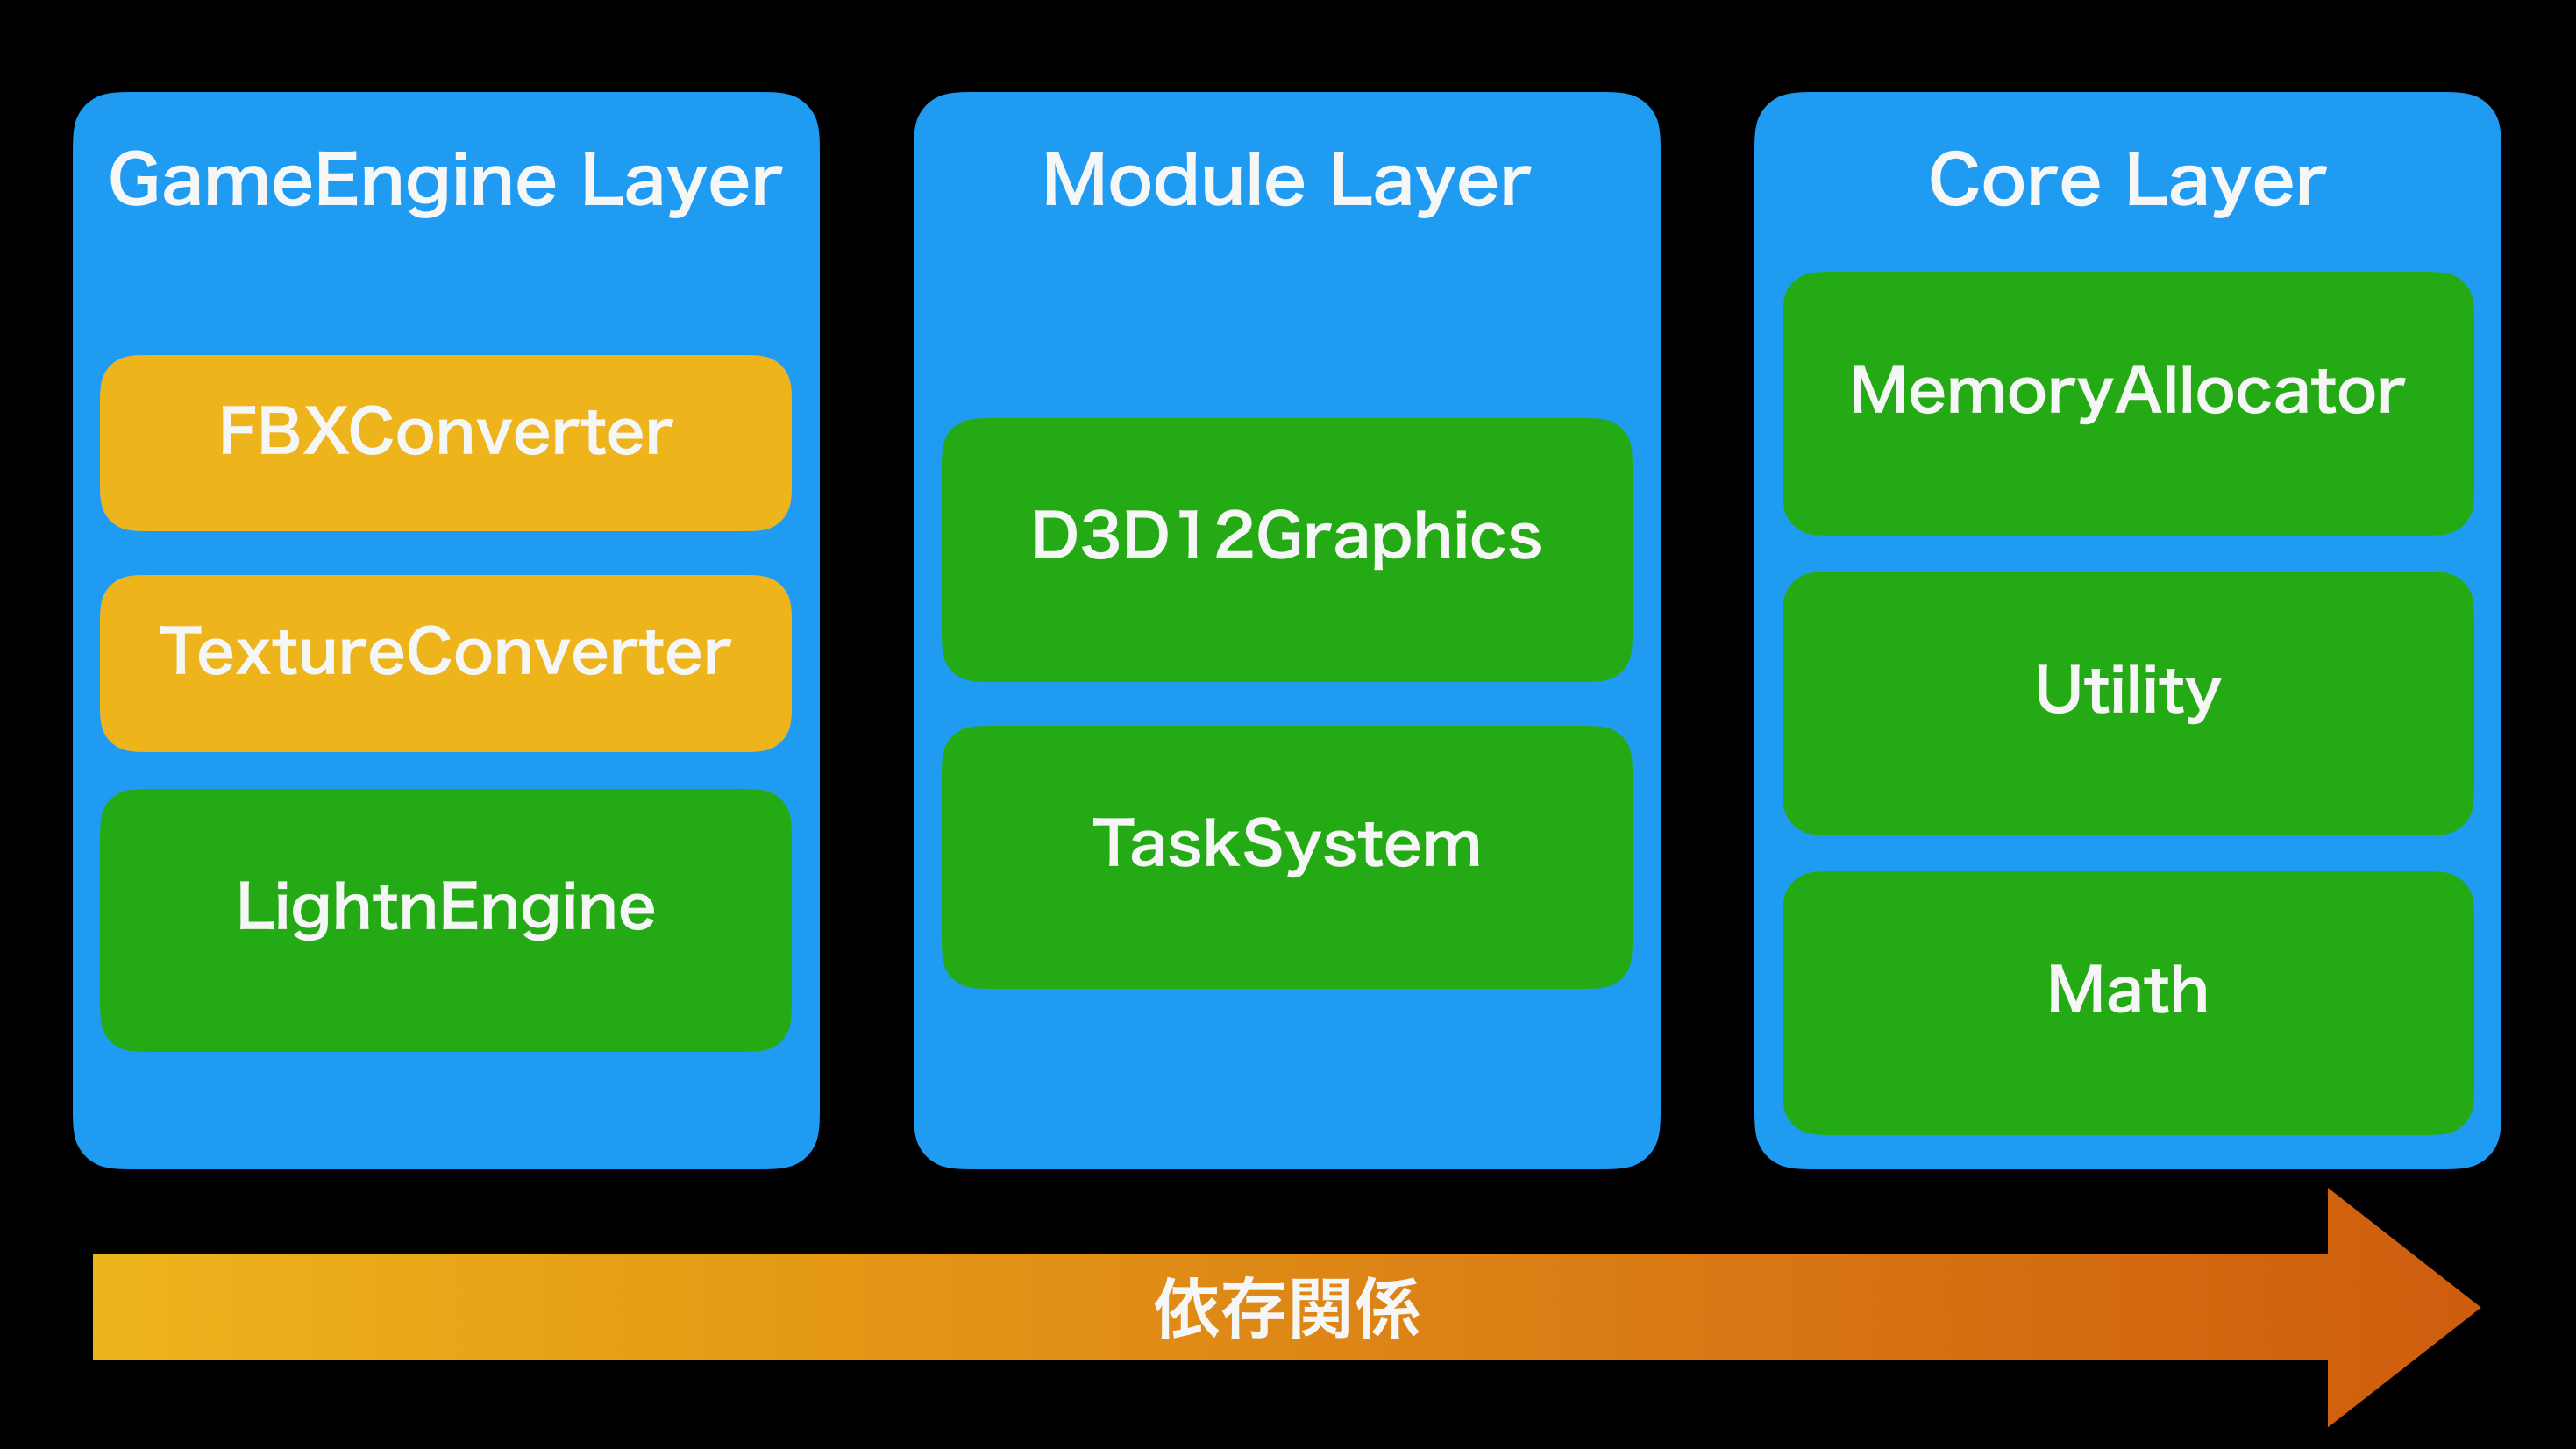 GameEngine Layer
FBXConverter
TextureConverter
LightnEngine
Module Layer
D3D12Graphics
TaskSystem
Core Layer
MemoryAllocator
Utility
Math
依存関係